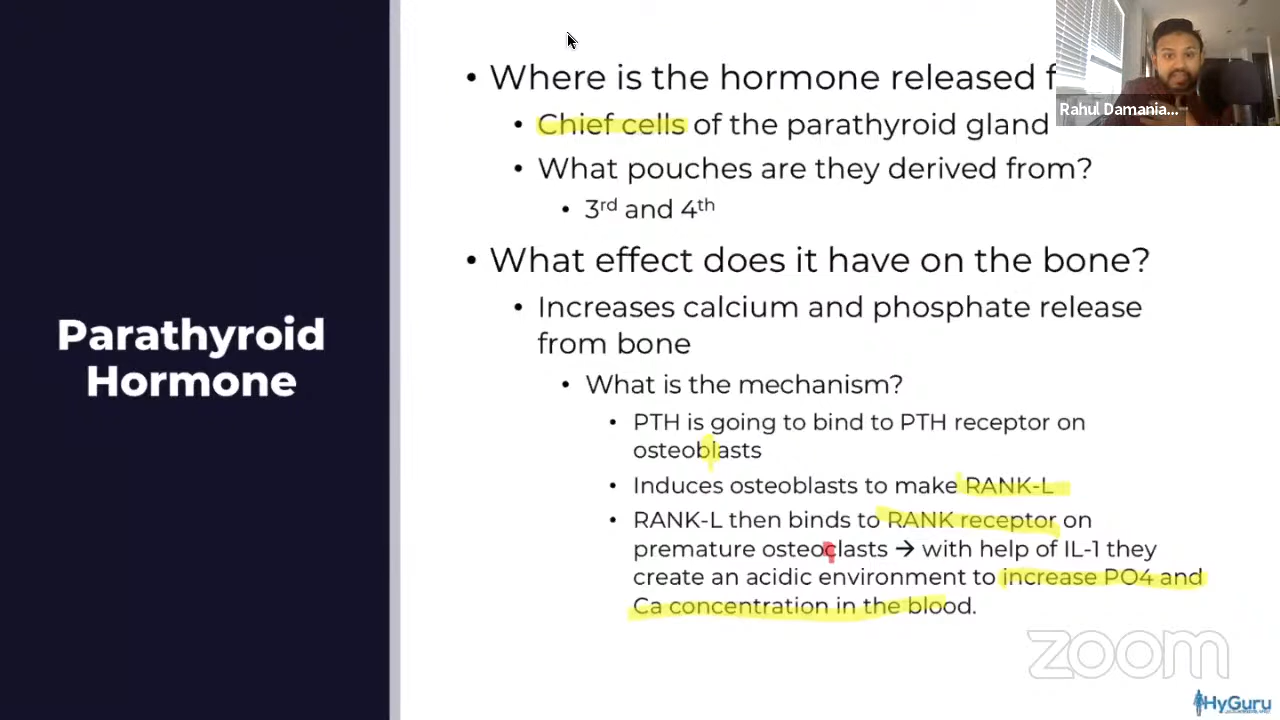 • Where is the hormone released f
Rahul Damania...
• Chief cells of the parathyroid gland
• What pouches are they derived from?
• 3rd and 4th
• What effect does it have on the bone?
• Increases calcium and phosphate release
from bone
Parathyroid
Hormone
• What is the mechanism?
• PTH is going to bind to PTH receptor on
osteoblasts
• Induces osteoblasts to make RANK-L
• RANK-L then binds to RANK receptor on
premature osteoclasts → with help of IL-1 they
create an acidic environment to increase PO4 and
Ca concentration in the blood.
zoom
HyGuru